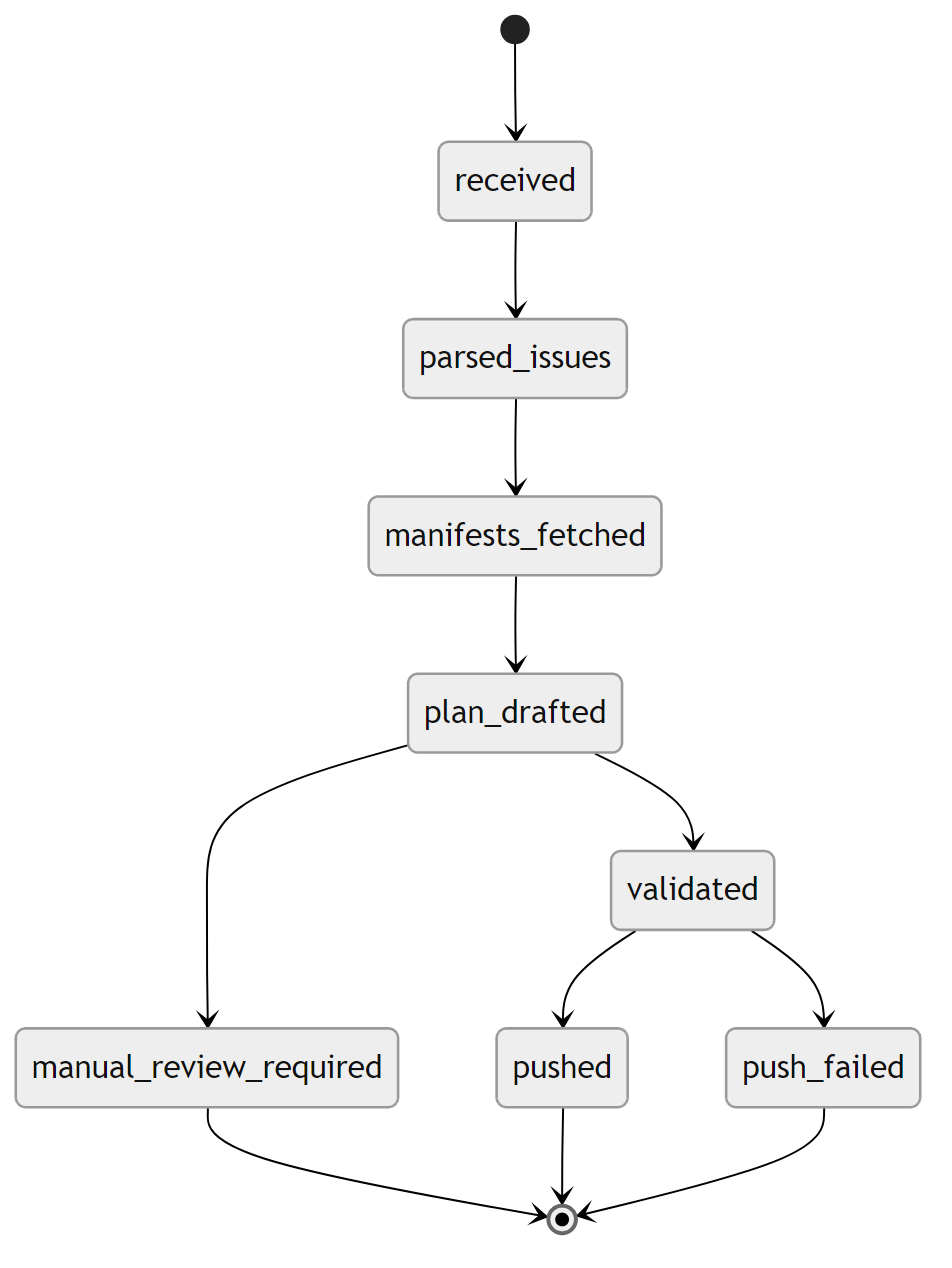 received
parsed_issues
manifests_fetched
plan_drafted
validated
manual_review_required
pushed
push_failed